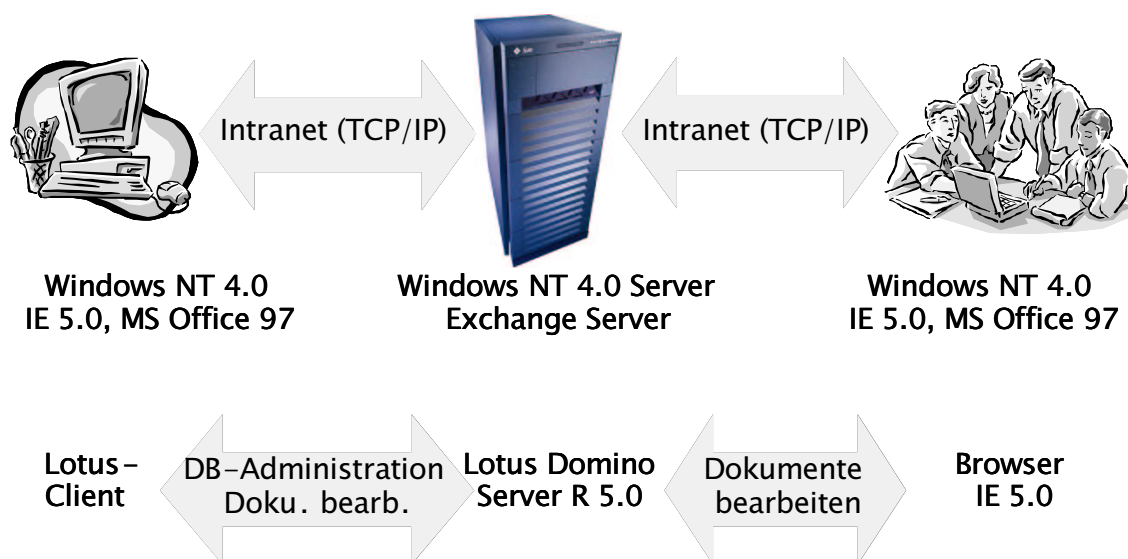 Sun
Intranet (TCP/IP)
Intranet (TCP/IP)
Windows NT 4.0
IE 5.0, MS Office 97
Windows NT 4.0 Server
Exchange Server
Windows NT 4.0
IE 5.0, MS Office 97
Lotus-
Client
DB-Administration
Doku. bearb.
Lotus Domino
Server R 5.0
Dokumente
bearbeiten
Browser
IE 5.0